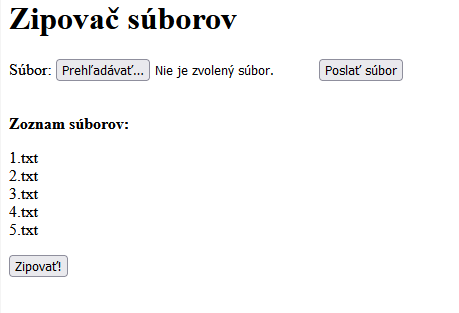 Zipovač súborov
Súbor: Prehľadávať... Nie je zvolený súbor. Poslať súbor
Zoznam súborov:
1.txt
2.txt
3.txt
4.txt
5.txt
Zipovať!